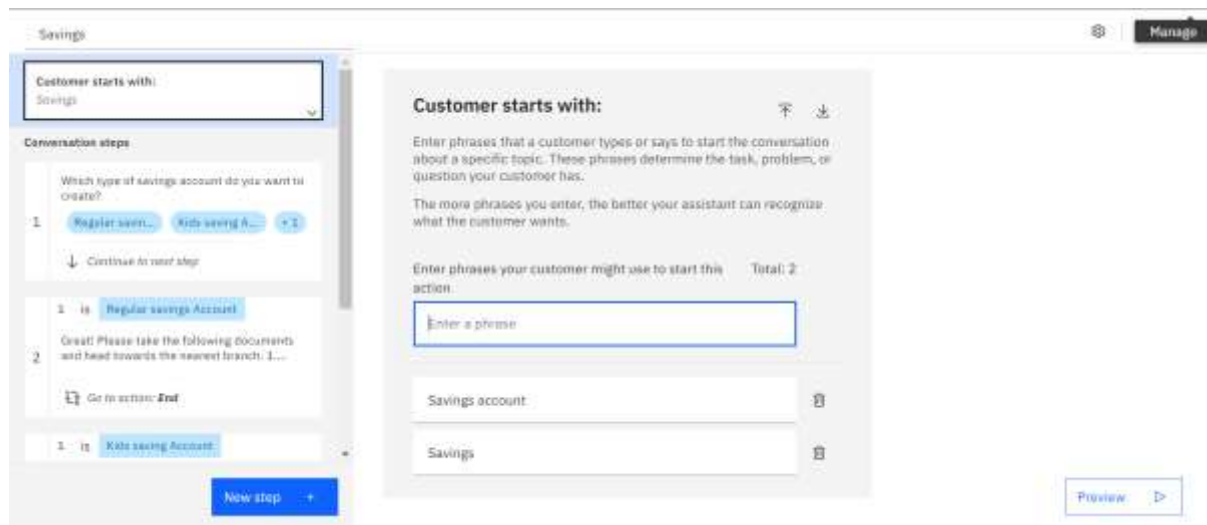 Savings
Manage
Customer starts with:
Savings
Conversation steps
Which type of savings account do you want to
create?
1
Regular savin...
Kids saving A...
+ 1
Continue to next step
1 is Regular savings Account
Great! Please take the following documents
2
and head towards the nearest branch. 1....
Go to action: End
1 is Kids saving Account
New step +
Customer starts with:
Enter phrases that a customer types or says to start the conversation
about a specific topic. These phrases determine the task, problem, or
question your customer has.
The more phrases you enter, the better your assistant can recognize
what the customer wants.
Enter phrases your customer might use to start this
action
Total: 2
Enter a phrase
Savings account
Savings
Preview